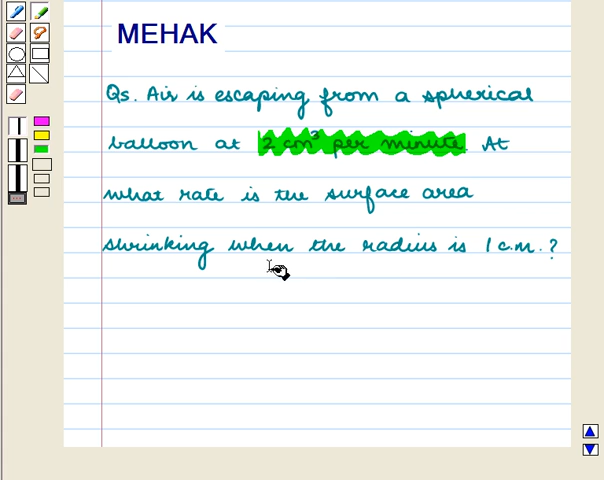 MEHAK
Qs. Air is escaping from a spherical
balloon at 2 cm³ per minute. At
what rate is the surface area
shrinking when the radius is 1 c.m.?